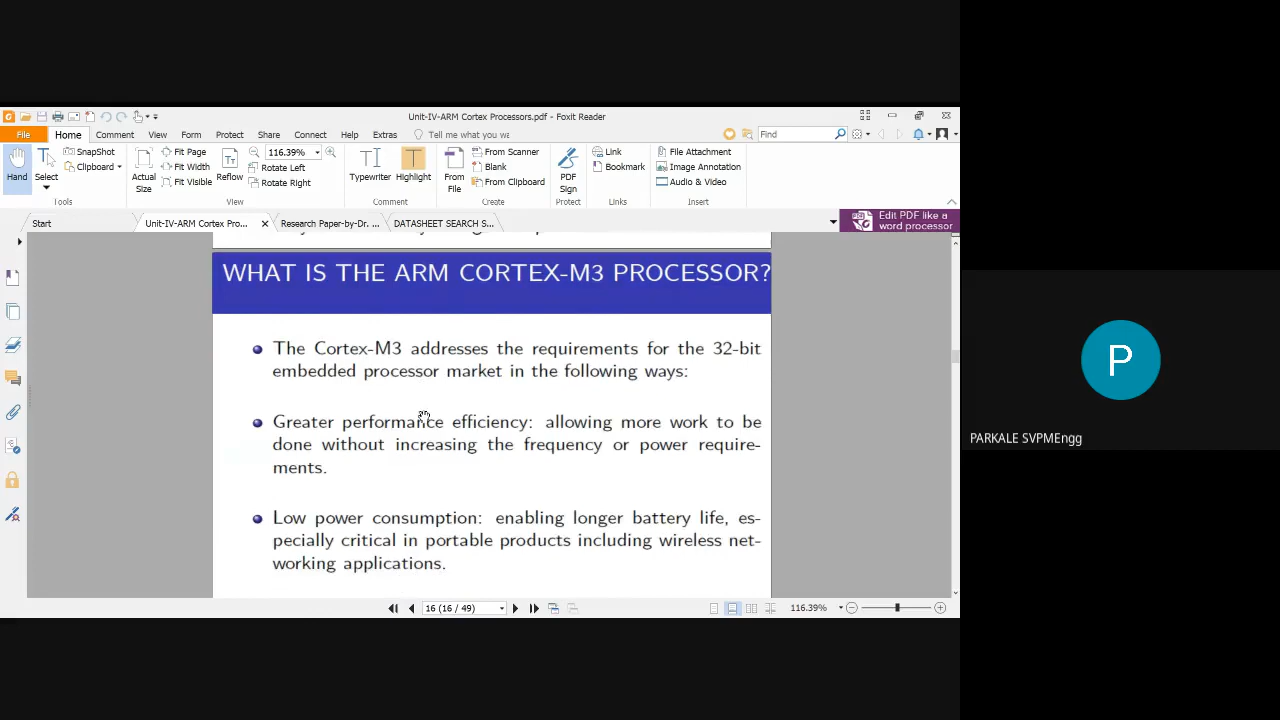 Unit-IV-ARM Cortex Processors.pdf - Foxit Reader
File Home Comment View Form Protect Share Connect Help Extras Tell me what you wa Find
Hand
Select
SnapShot
Clipboard
Tools
Actual Size
Fit Page
Fit Width
Fit Visible
Reflow
116.39%
Rotate Left
Rotate Right
View
Typewriter
Highlight
Comment
From File
From Scanner
Blank
From Clipboard
Create
PDF Sign
Protect
Link
Bookmark
Links
File Attachment
Image Annotation
Audio & Video
Insert
Start Unit-IV-ARM Cortex Pro... Research Paper-by-Dr. ... DATASHEET SEARCH S...
Edit PDF like a
word processor
WHAT IS THE ARM CORTEX-M3 PROCESSOR?
The Cortex-M3 addresses the requirements for the 32-bit
embedded processor market in the following ways:
Greater performance efficiency: allowing more work to be
done without increasing the frequency or power require-
ments.
Low power consumption: enabling longer battery life, es-
pecially critical in portable products including wireless net-
working applications.
16 (16 / 49)
116.39%
P
PARKALE SVPMEngg